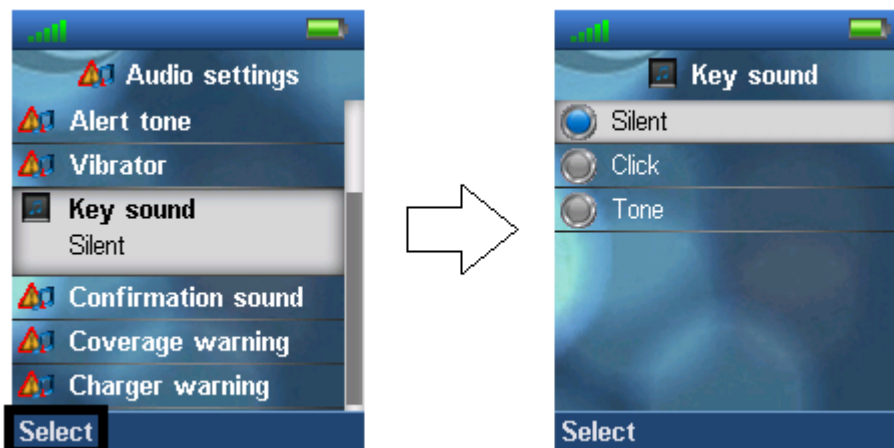 Audio settings
Alert tone
Vibrator
Key sound
Silent
Confirmation sound
Coverage warning
Charger warning
Select
Key sound
Silent
Click
Tone
Select